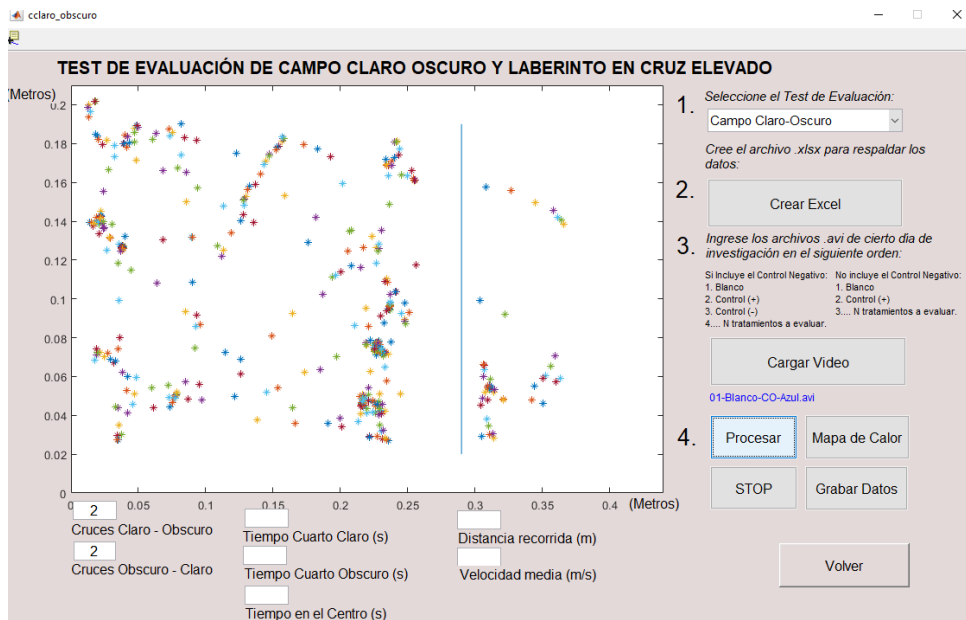 cclaro_obscuro
TEST DE EVALUACIÓN DE CAMPO CLARO OSCURO Y LABERINTO EN CRUZ ELEVADO
(Metros)
0.2
0.18
0.16
0.14
0.12
0.1
0.08
0.06
0.04
0.02
0
0 0.05 0.1 0.15 0.2 0.25 0.3 0.35 0.4 (Metros)
2
Cruces Claro - Obscuro
2
Cruces Obscuro - Claro
Tiempo Cuarto Claro (s)
Tiempo Cuarto Obscuro (s)
Tiempo en el Centro (s)
Distancia recorrida (m)
Velocidad media (m/s)
1. Seleccione el Test de Evaluación:
Campo Claro-Oscuro
Cree el archivo .xlsx para respaldar los
datos:
2. Crear Excel
3. Ingrese los archivos .avi de cierto dia de
investigación en el siguiente orden:
Si Incluye el Control Negativo:
1. Blanco
2. Control (+)
3. Control (-)
4.... N tratamientos a evaluar.
No incluye el Control Negativo:
1. Blanco
2. Control (+)
3.... N tratamientos a evaluar.
Cargar Video
01-Blanco-CO-Azul.avi
4. Procesar Mapa de Calor
STOP Grabar Datos
Volver